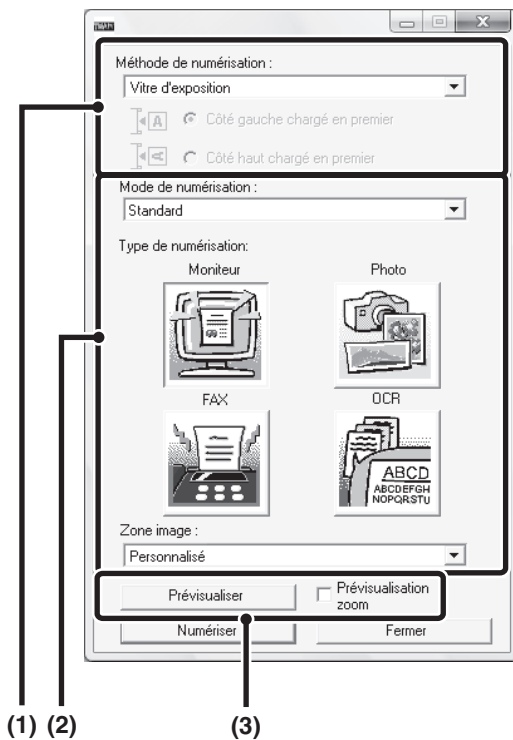 TWAIN
Méthode de numérisation :
Vitre d'exposition
A Côté gauche chargé en premier
A Côté haut chargé en premier
Mode de numérisation :
Standard
Type de numérisation:
Moniteur Photo
FAX OCR
ABCD
ABCDEFGH
NOPQRSTU
Zone image :
Personnalisé
Prévisualiser
Prévisualisation
zoom
Numériser Fermer
(1) (2) (3)